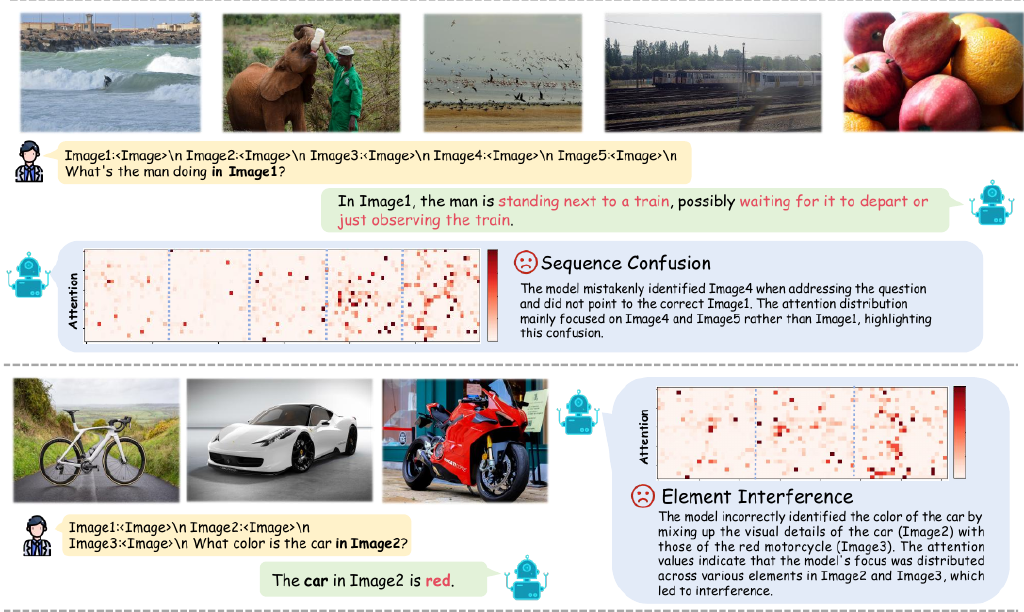 Image1:<Image>\n Image2:<Image>\n Image3:<Image>\n Image4:<Image>\n Image5:<Image>\n
What's the man doing in Image1?
In Image1, the man is standing next to a train, possibly waiting for it to depart or
just observing the train.
Attention
Sequence Confusion
The model mistakenly identified Image4 when addressing the question
and did not point to the correct Image1. The attention distribution
mainly focused on Image4 and Image5 rather than Image1, highlighting
this confusion.
Image1:<Image>\n Image2:<Image>\n
Image3:<Image>\n What color is the car in Image2?
The car in Image2 is red.
Attention
Element Interference
The model incorrectly identified the color of the car by
mixing up the visual details of the car (Image2) with
those of the red motorcycle (Image3). The attention
values indicate that the model's focus was distributed
across various elements in Image2 and Image3, which
led to interference.